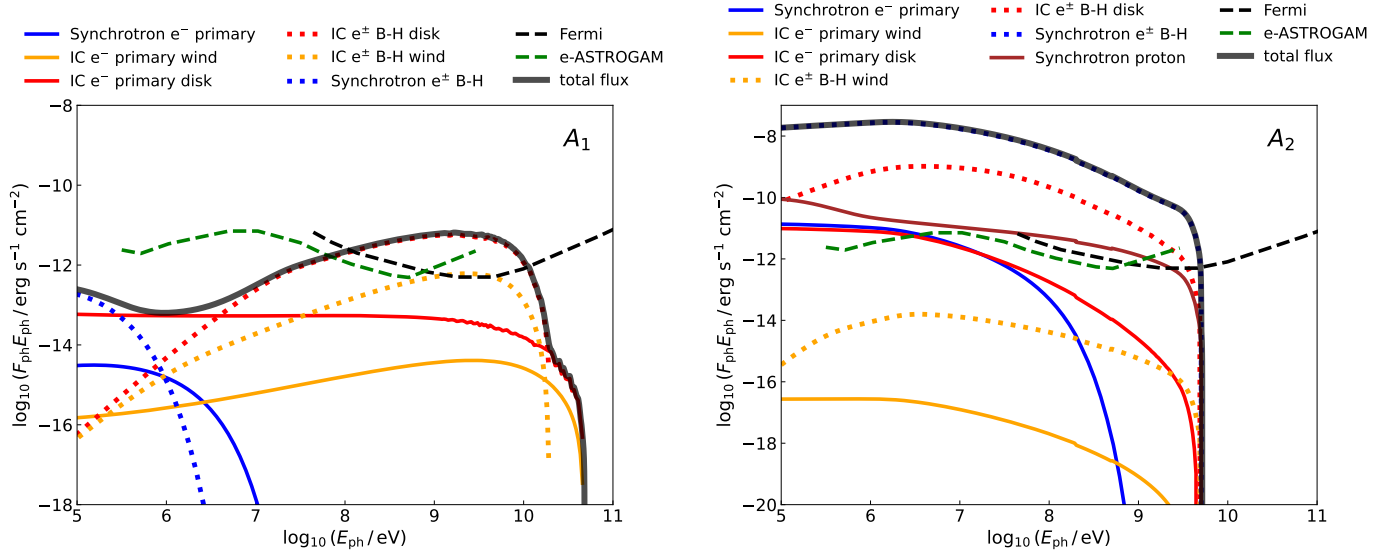 Synchrotron e⁻ primary
IC e⁻ primary wind
IC e⁻ primary disk
IC e± B-H disk
IC e± B-H wind
Synchrotron e± B-H
Fermi
e-ASTROGAM
total flux
A₁
−8
−10
−12
−14
−16
−18
log₁₀ (F_ph E_ph / erg s⁻¹ cm⁻²)
5 6 7 8 9 10 11
log₁₀ (E_ph / eV)
Synchrotron e⁻ primary
IC e⁻ primary wind
IC e⁻ primary disk
IC e± B-H wind
IC e± B-H disk
Synchrotron e± B-H
Synchrotron proton
Fermi
e-ASTROGAM
total flux
A₂
−8
−10
−12
−14
−16
−18
−20
log₁₀ (F_ph E_ph / erg s⁻¹ cm⁻²)
5 6 7 8 9 10 11
log₁₀ (E_ph / eV)